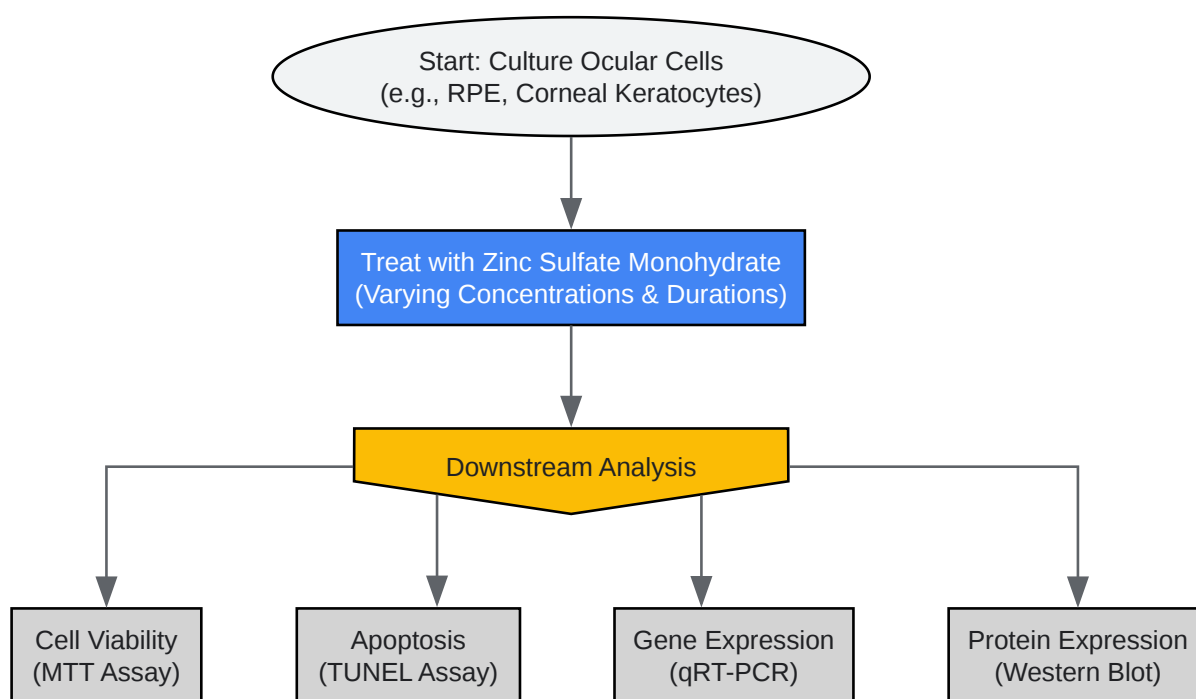 Start: Culture Ocular Cells
(e.g., RPE, Corneal Keratocytes)
Treat with Zinc Sulfate Monohydrate
(Varying Concentrations & Durations)
Downstream Analysis
Cell Viability
(MTT Assay)
Apoptosis
(TUNEL Assay)
Gene Expression
(qRT-PCR)
Protein Expression
(Western Blot)